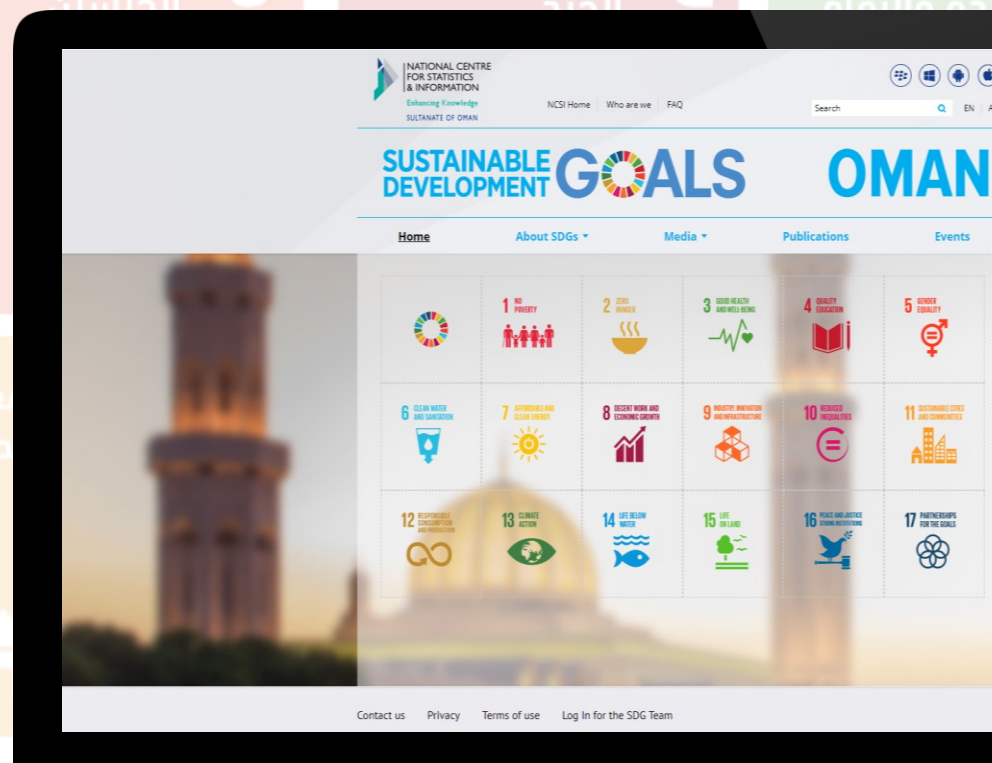 NATIONAL CENTRE
FOR STATISTICS
& INFORMATION
Enhancing Knowledge
SULTANATE OF OMAN
NCSI Home
Who are we
FAQ
Search
EN
SUSTAINABLE
DEVELOPMENT
GOALS
OMAN
Home
About SDGs
Media
Publications
Events
1 NO
POVERTY
2 ZERO
HUNGER
3 GOOD HEALTH
AND WELL-BEING
4 QUALITY
EDUCATION
5 GENDER
EQUALITY
6 CLEAN WATER
AND SANITATION
7 AFFORDABLE AND
CLEAN ENERGY
8 DECENT WORK AND
ECONOMIC GROWTH
9 INDUSTRY, INNOVATION
AND INFRASTRUCTURE
10 REDUCED
INEQUALITIES
11 SUSTAINABLE CITIES
AND COMMUNITIES
12 RESPONSIBLE
CONSUMPTION
AND PRODUCTION
13 CLIMATE
ACTION
14 LIFE BELOW
WATER
15 LIFE
ON LAND
16 PEACE AND JUSTICE
STRONG INSTITUTIONS
17 PARTNERSHIPS
FOR THE GOALS
Contact us
Privacy
Terms of use
Log In for the SDG Team